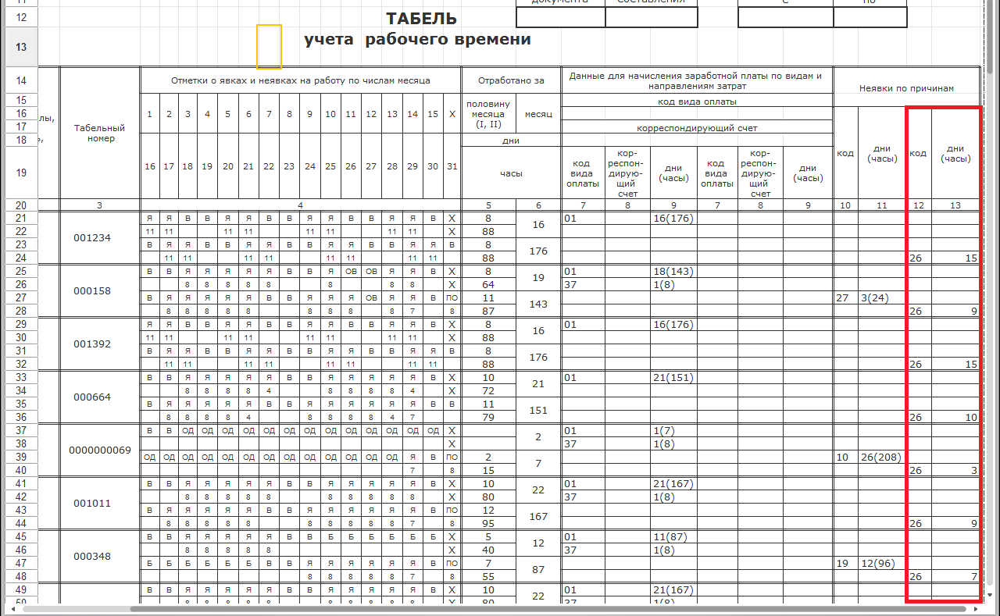 11 документа составления с по
12 ТАБЕЛЬ
13 учета рабочего времени
14 Отметки о явках и неявках на работу по числам месяца Отработано за Данные для начисления заработной платы по видам и направлениям затрат Неявки по причинам
15 код вида оплаты
16 лы, Табельный номер 1 2 3 4 5 6 7 8 9 10 11 12 13 14 15 X половину месяца (I, II) месяц
17 корреспондирующий счет
18 ь, дни
19 16 17 18 19 20 21 22 23 24 25 26 27 28 29 30 31 часы код вида оплаты кор-респон-дирую-щий счет дни (часы) код вида оплаты кор-респон-дирую-щий счет дни (часы) код дни (часы) код дни (часы)
20 3 4 5 6 7 8 9 7 8 9 10 11 12 13
21 001234 Я Я В В Я Я В В Я Я В В Я Я В X 8 16 01 16(176)
22 11 11 11 11 11 11 11 11 X 88
23 В Я Я В В Я Я В В Я Я В В Я Я В 8 176
24 11 11 11 11 11 11 11 11 88 26 15
25 000158 В В Я Я Я Я Я В В Я ОВ ОВ Я Я В X 8 19 01 18(143)
26 8 8 8 8 8 8 8 8 X 64 37 1(8)
27 В Я Я Я Я Я В В Я Я Я ОВ Я Я В ПО 11 143 27 3(24)
28 8 8 8 8 8 8 8 8 8 7 8 87 26 9
29 001392 Я Я В В Я Я В В Я Я В В Я Я В X 8 16 01 16(176)
30 11 11 11 11 11 11 11 11 X 88
31 В Я Я В В Я Я В В Я Я В В Я Я В 8 176
32 11 11 11 11 11 11 11 11 88 26 15
33 000664 В В Я Я Я Я Я В В Я Я Я Я Я В X 10 21 01 21(151)
34 8 8 8 8 4 8 8 8 8 4 X 72
35 В Я Я Я Я Я В В Я Я Я Я Я Я В В 11 151
36 8 8 8 8 4 8 8 8 8 4 7 79 26 10
37 0000000069 В В ОД ОД ОД ОД ОД ОД ОД ОД ОД ОД ОД ОД ОД X 2 01 1(7)
38 X 37 1(8)
39 ОД ОД ОД ОД ОД ОД ОД ОД ОД ОД ОД ОД ОД Я В ПО 2 7 10 26(208)
40 7 8 15 26 3
41 001011 В В Я Я Я Я Я В В Я Я Я Я Я В X 10 22 01 21(167)
42 8 8 8 8 8 8 8 8 8 8 X 80 37 1(8)
43 В Я Я Я Я Я В В Я Я Я Я Я Я В ПО 12 167
44 8 8 8 8 8 8 8 8 8 8 7 8 95 26 9
45 000348 В В Я Я Я Я Я В В Б Б Б Б Б Б X 5 12 01 11(87)
46 8 8 8 8 8 X 40 37 1(8)
47 Б Б Б Б Б Б В В Я Я Я Я Я Я В ПО 7 87 19 12(96)
48 8 8 8 8 8 7 8 55 26 7
49 В В Я Я Я Я Я В В Я Я Я Я Я В X 10 22 01 21(167)
50 8 8 8 8 8 8 8 8 8 8 X 80 37 1(8)